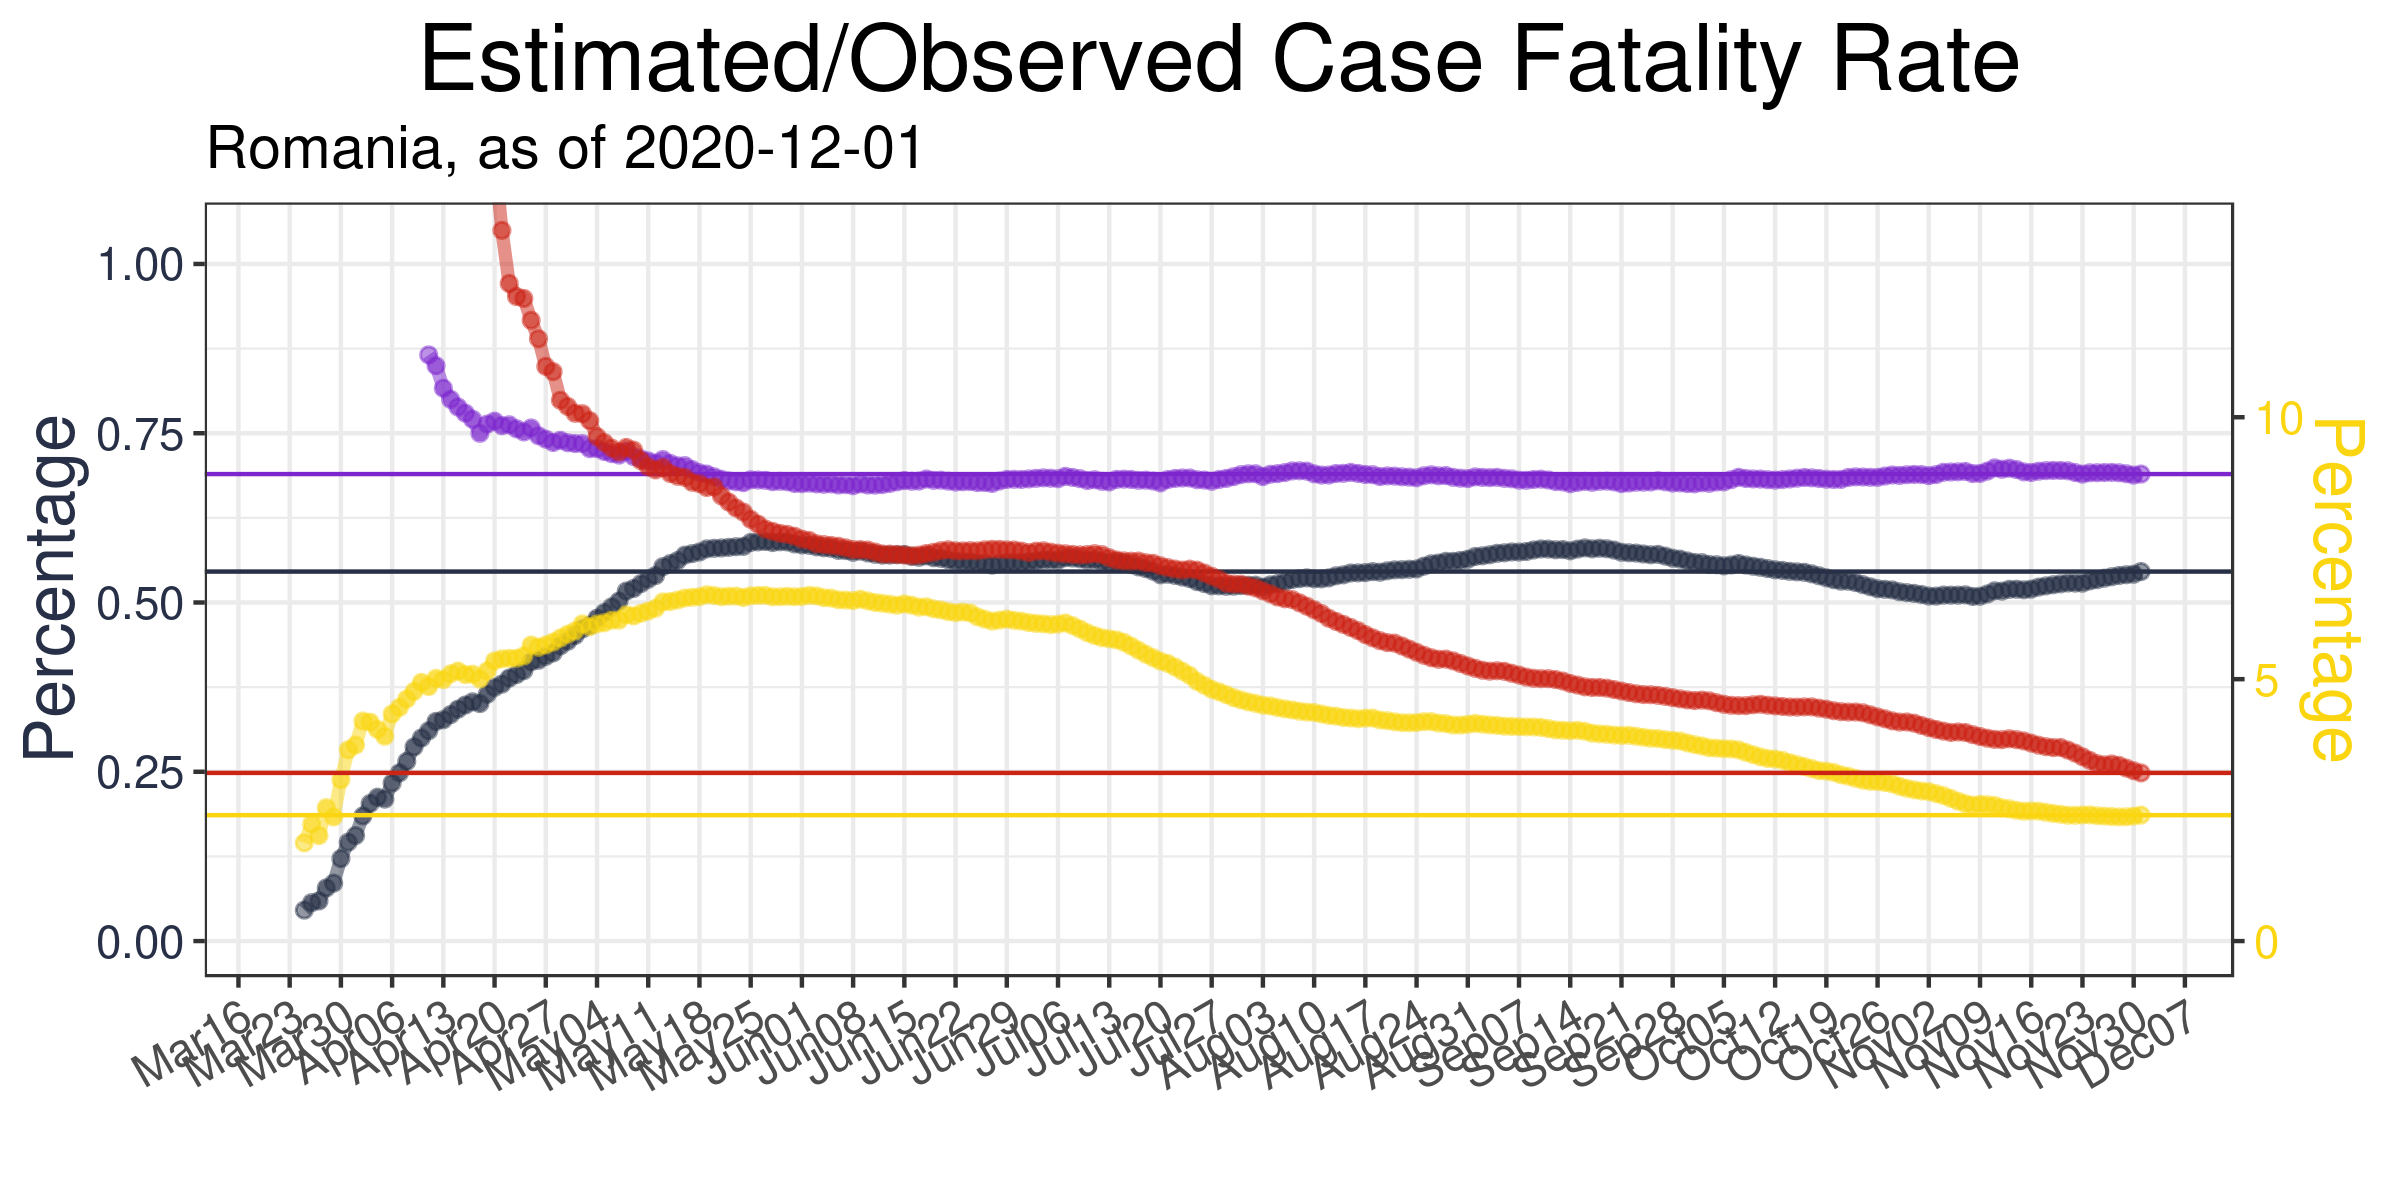 Estimated/Observed Case Fatality Rate
Romania, as of 2020-12-01
Percentage
1.00
0.75
0.50
0.25
0.00
10
5
0
Percentage
Mar16
Mar23
Mar30
Apr06
Apr13
Apr20
Apr27
May04
May11
May18
May25
Jun01
Jun08
Jun15
Jun22
Jun29
Jul06
Jul13
Jul20
Jul27
Aug03
Aug10
Aug17
Aug24
Aug31
Sep07
Sep14
Sep21
Sep28
Oct05
Oct12
Oct19
Oct26
Nov02
Nov09
Nov16
Nov23
Nov30
Dec07